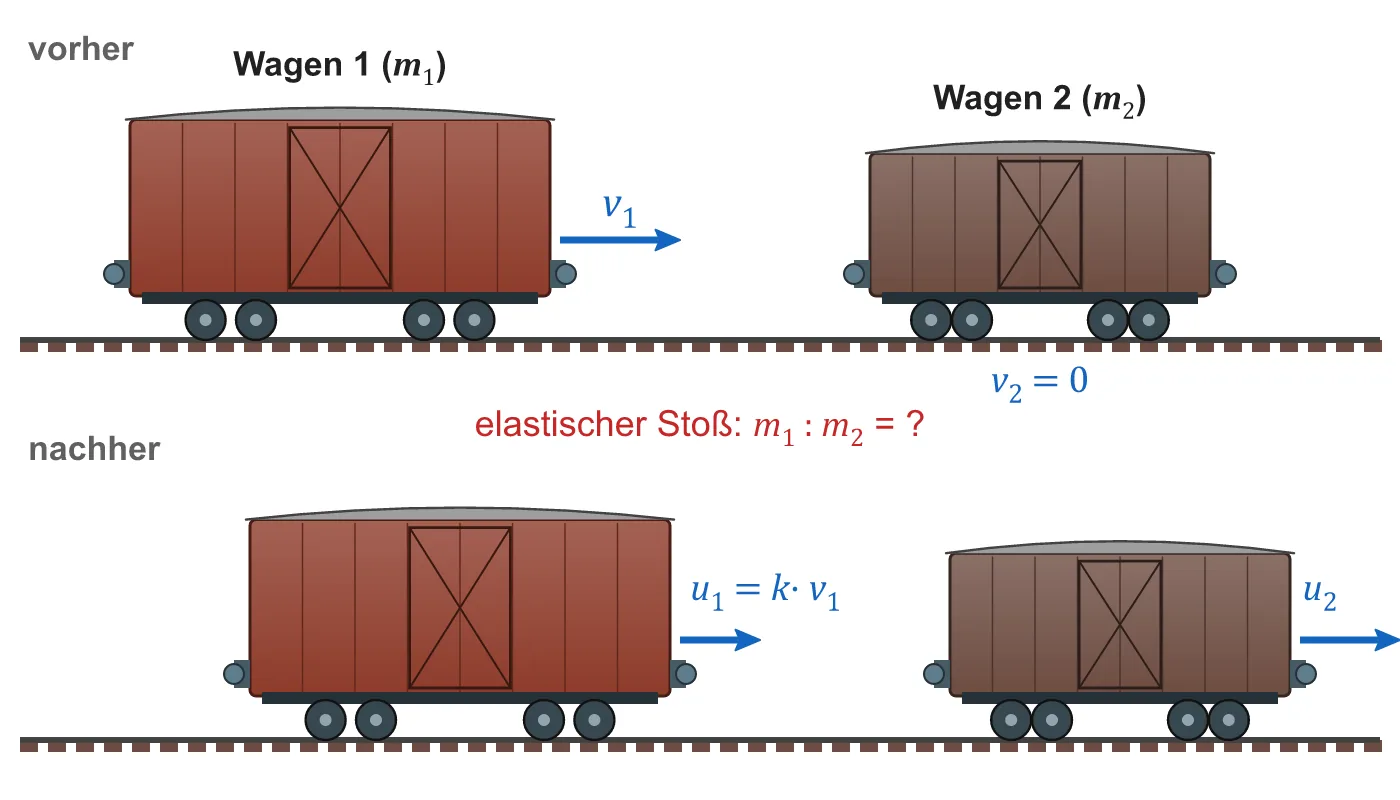 vorher
Wagen 1 (m₁)
Wagen 2 (m₂)
v₁
v₂ = 0
elastischer Stoß: m₁ : m₂ = ?
nachher
u₁ = k· v₁
u₂